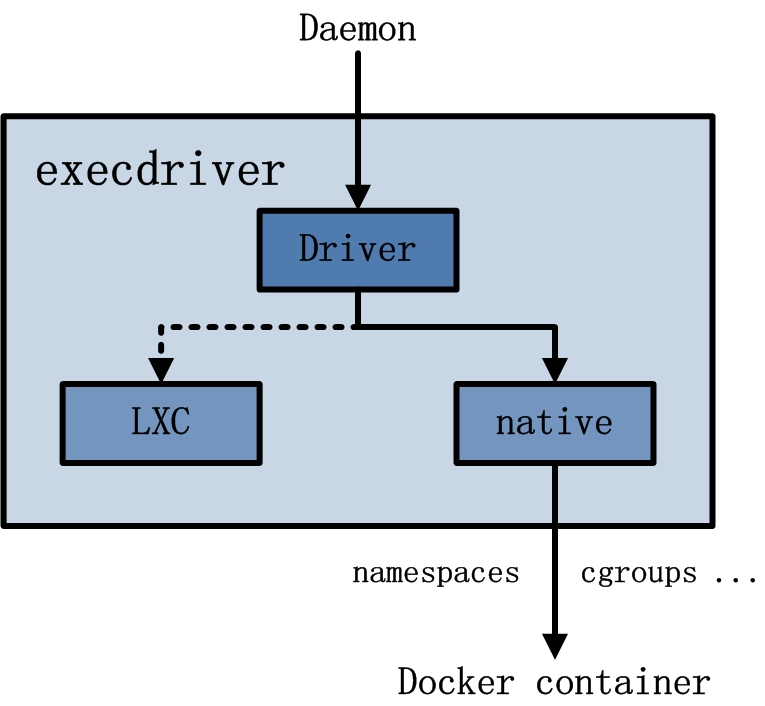 Daemon
execdriver
Driver
LXC
native
namespaces
cgroups ...
Docker container